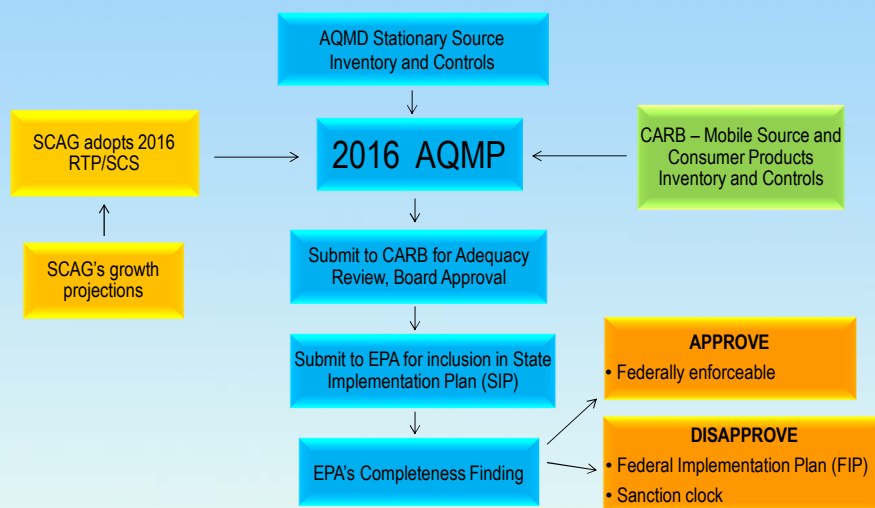 AQMD Stationary Source
Inventory and Controls
SCAG adopts 2016
RTP/SCS
2016 AQMP
CARB – Mobile Source and
Consumer Products
Inventory and Controls
SCAG's growth
projections
Submit to CARB for Adequacy
Review, Board Approval
Submit to EPA for inclusion in State
Implementation Plan (SIP)
EPA's Completeness Finding
APPROVE
• Federally enforceable
DISAPPROVE
• Federal Implementation Plan (FIP)
• Sanction clock